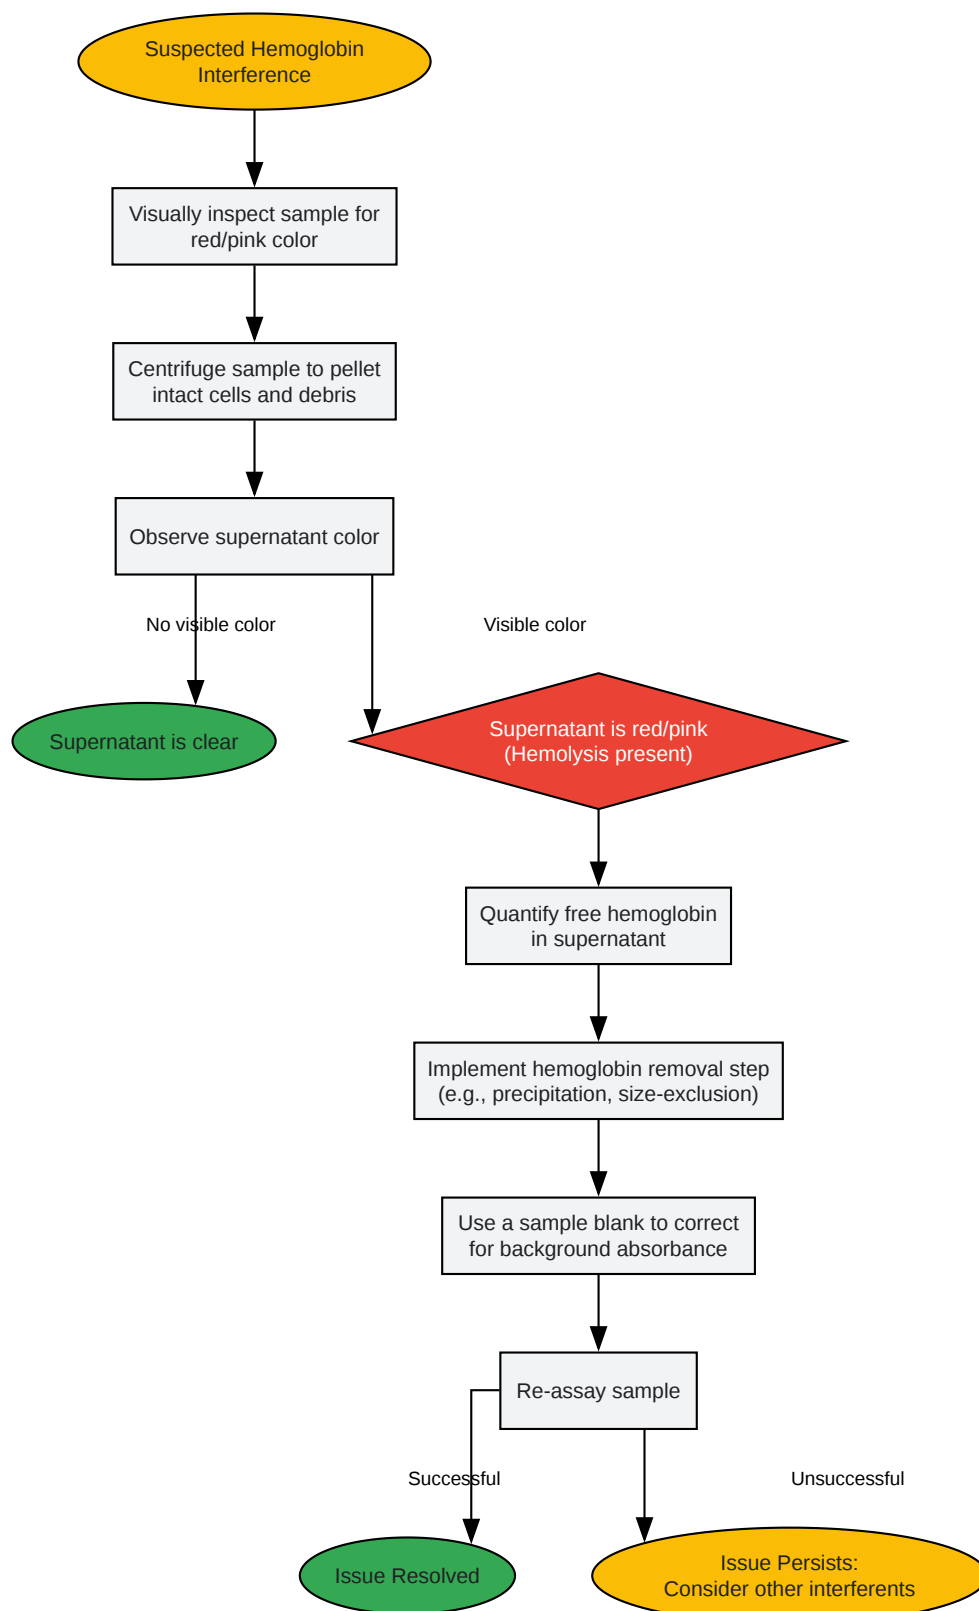 Suspected Hemoglobin
Interference
Visually inspect sample for
red/pink color
Centrifuge sample to pellet
intact cells and debris
Observe supernatant color
No visible color
Visible color
Supernatant is clear
Supernatant is red/pink
(Hemolysis present)
Quantify free hemoglobin
in supernatant
Implement hemoglobin removal step
(e.g., precipitation, size-exclusion)
Use a sample blank to correct
for background absorbance
Re-assay sample
Successful
Unsuccessful
Issue Resolved
Issue Persists:
Consider other interferents